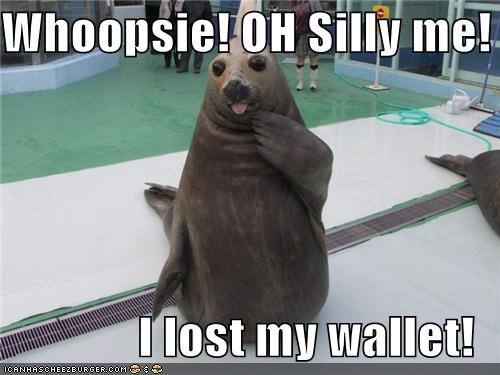 Whoopsie! OH Silly me!
I lost my wallet!
ICANHASCHEEZBURGER.COM